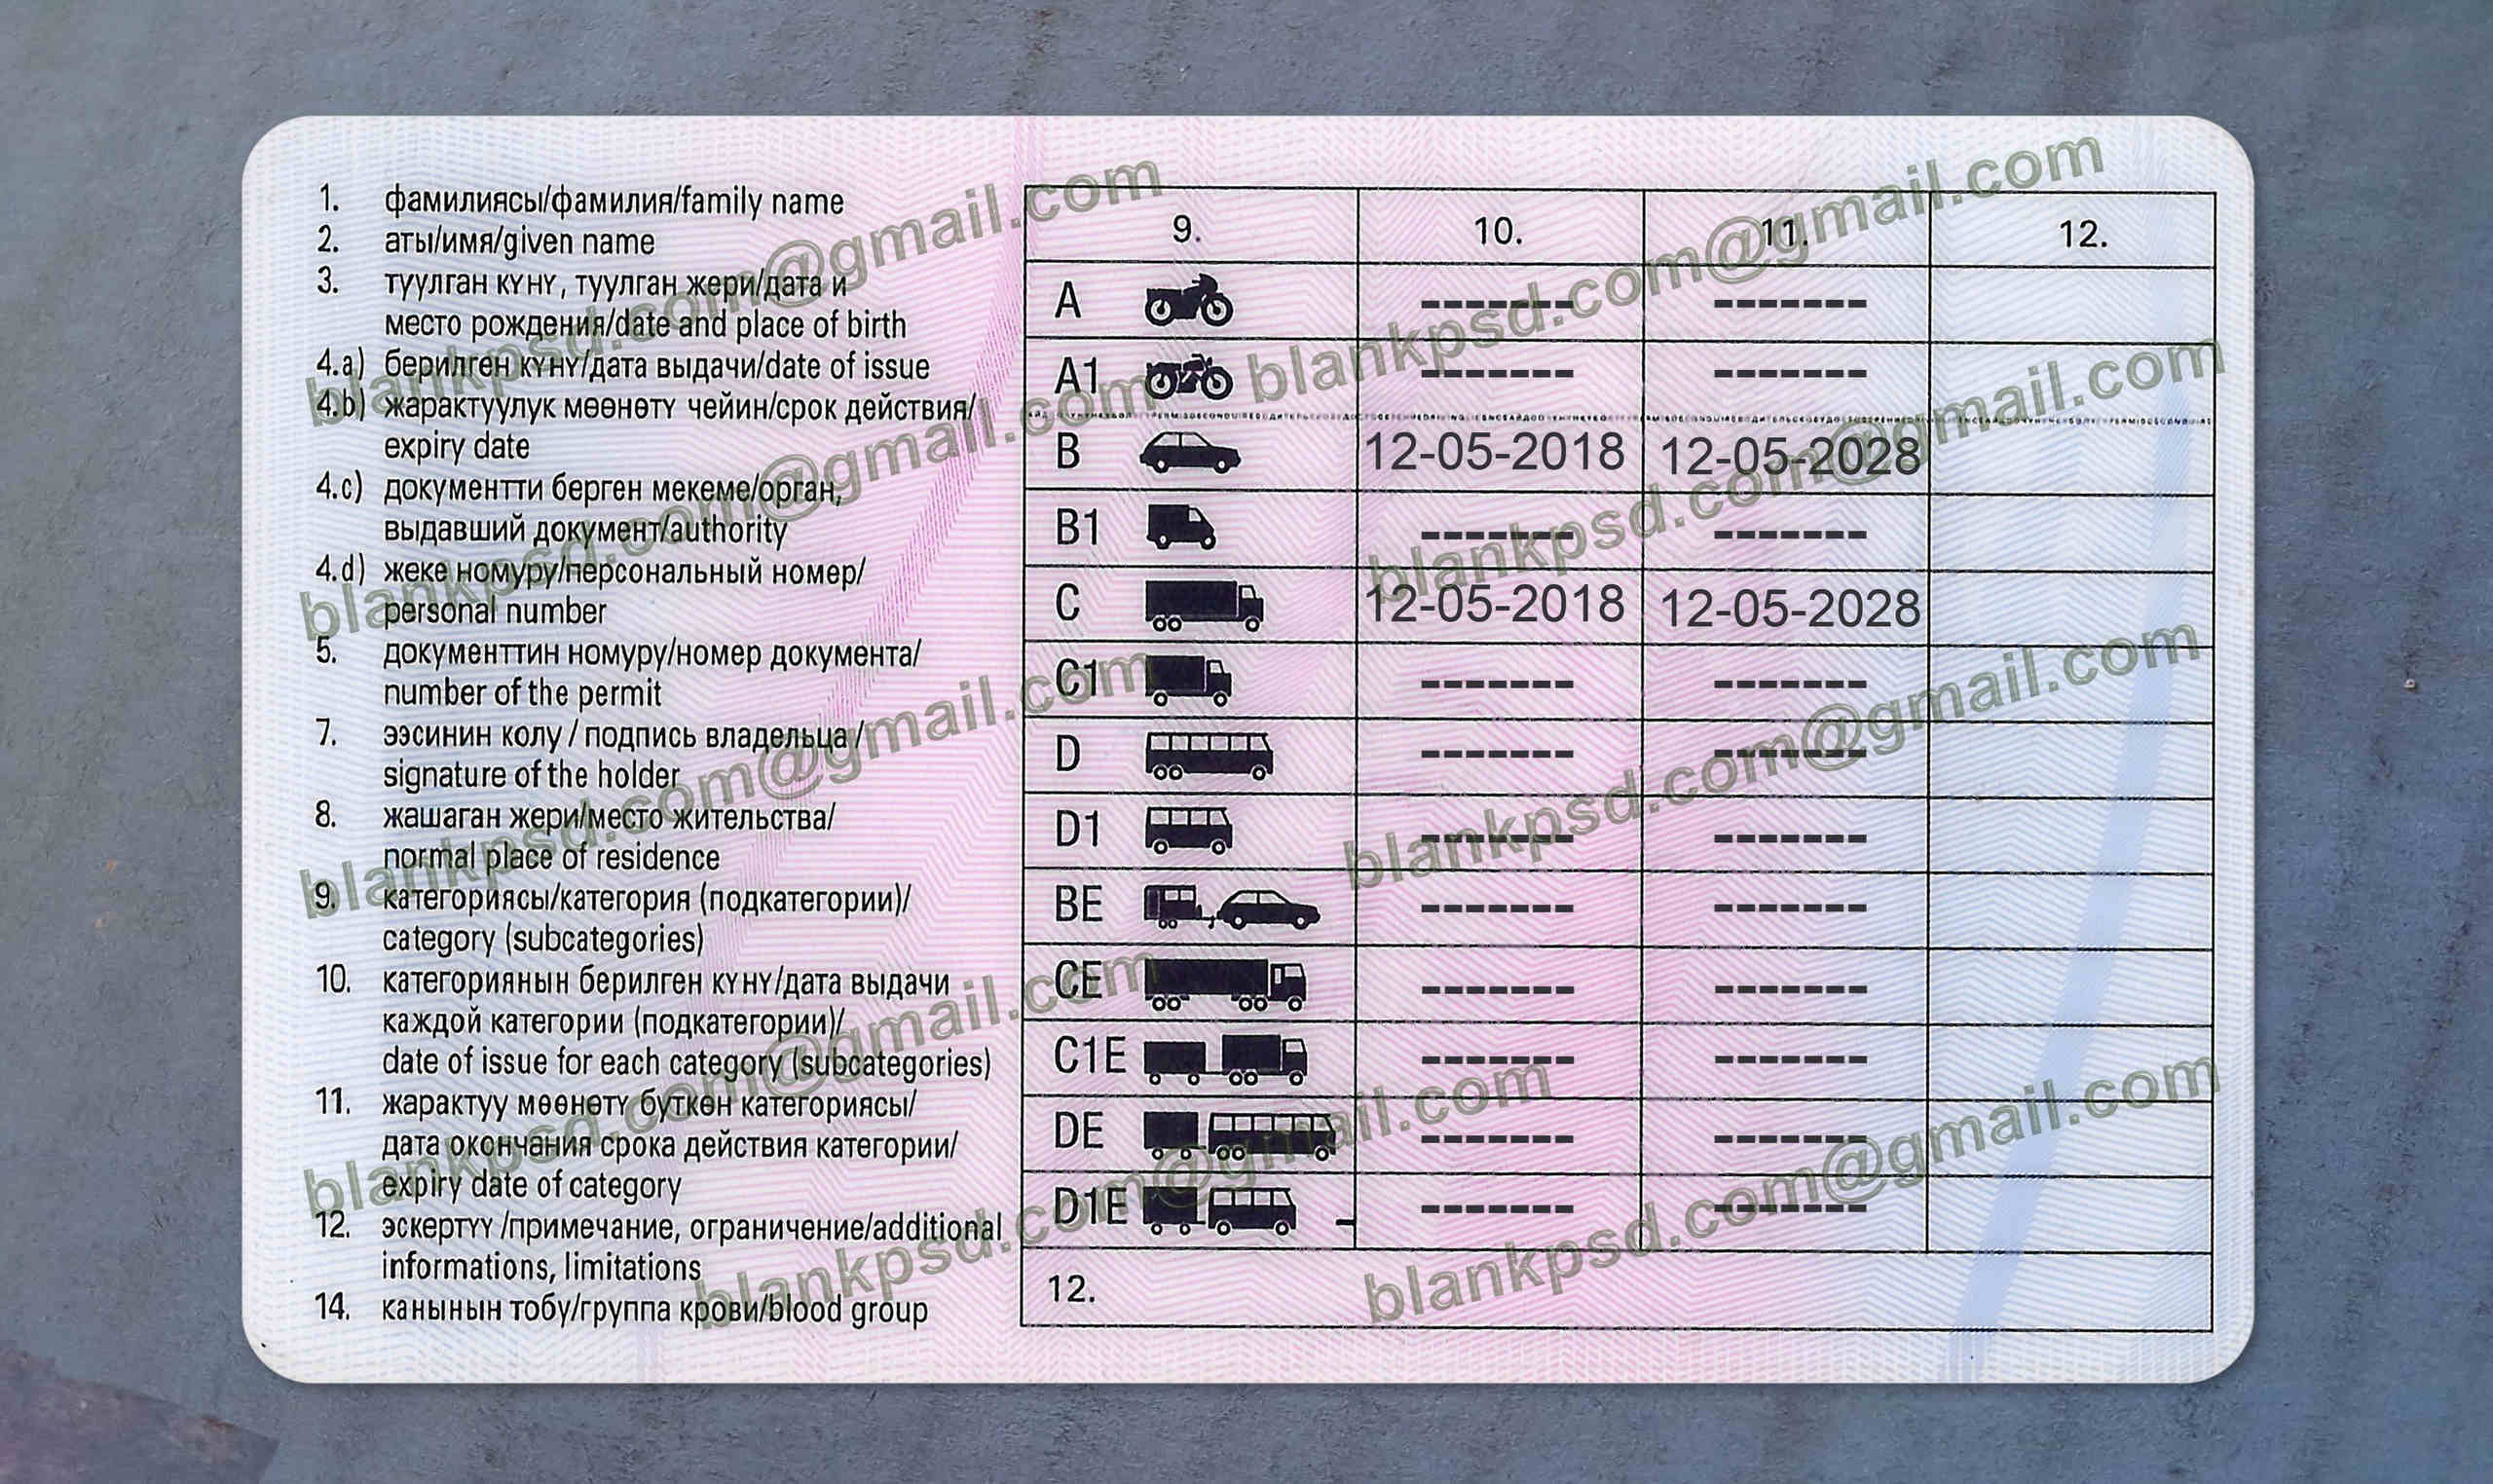 1. фамилиясы/фамилия/family name
2. аты/имя/given name
3. туулган күнү, туулган жери/дата и
место рождения/date and place of birth
4.a) берилген күнү/дата выдачи/date of issue
4.b) жарактуулук мөөнөтү чейин/срок действия/
expiry date
4.c) документти берген мекеме/орган,
выдавший документ/authority
4.d) жеке номуру/персональный номер/
personal number
5. документтин номуру/номер документа/
number of the permit
7. ээсинин колу / подпись владельца /
signature of the holder
8. жашаган жери/место жительства/
normal place of residence
9. категориясы/категория (подкатегории)/
category (subcategories)
10. категориянын берилген күнү/дата выдачи
каждой категории (подкатегории)/
date of issue for each category (subcategories)
11. жарактуу мөөнөтү бүткөн категориясы/
дата окончания срока действия категории/
expiry date of category
12. эскертүү /примечание, ограничение/additional
informations, limitations
14. канынын тобу/группа крови/blood group
9. 10. 11. 12.
A ------- -------
A1 ------- -------
B 12-05-2018 12-05-2028
B1 ------- -------
C 12-05-2018 12-05-2028
C1 ------- -------
D ------- -------
D1 ------- -------
BE ------- -------
CE ------- -------
C1E ------- -------
DE ------- -------
D1E - ------- -------
12.
blankpsd.com@gmail.com
blankpsd.com@gmail.com
blankpsd.com@gmail.com
blankpsd.com@gmail.com
blankpsd.com@gmail.com
blankpsd.com@gmail.com
blankpsd.com@gmail.com
blankpsd.com@gmail.com
blankpsd.com@gmail.com